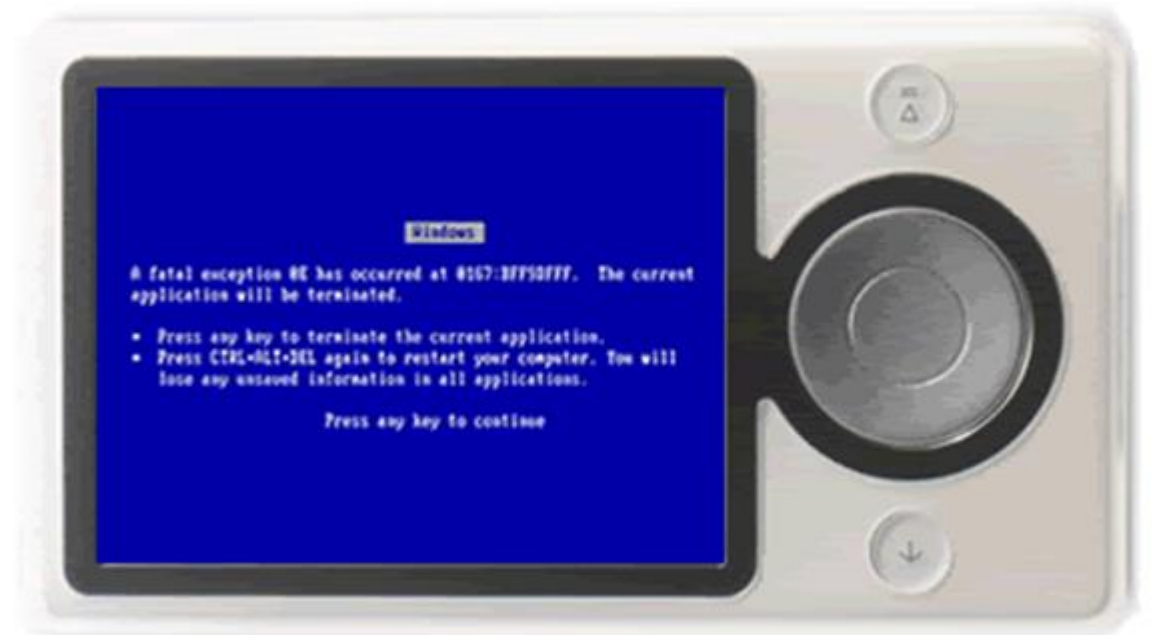 Windows
A fatal exception 0E has occurred at 0167:BFF5DFFF. The current
application will be terminated.
• Press any key to terminate the current application.
• Press CTRL+ALT+DEL again to restart your computer. You will
lose any unsaved information in all applications.
Press any key to continue